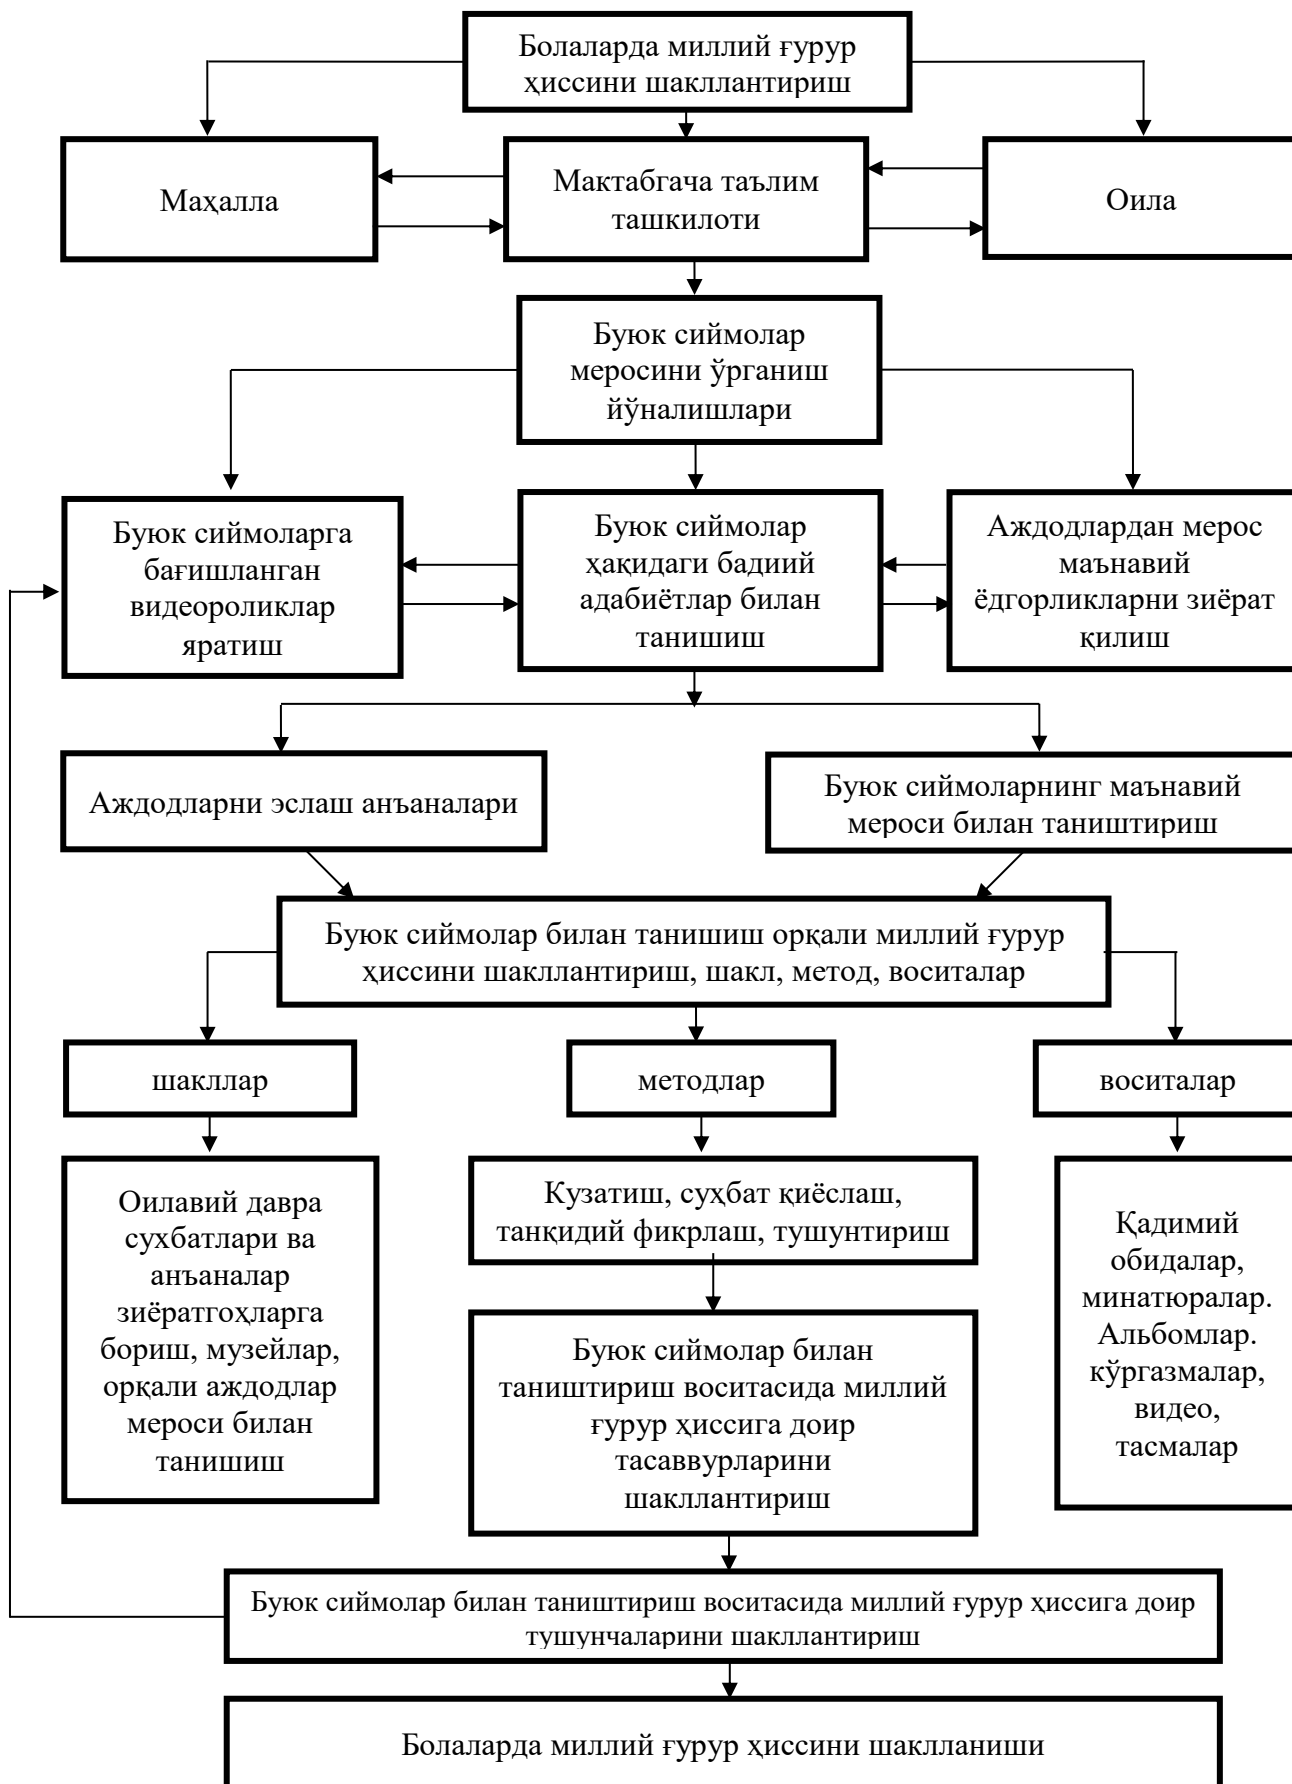 Болаларда миллий ғурур
ҳиссини шакллантириш
Маҳалла
Мактабгача таълим
ташкилоти
Оила
Буюк сиймолар
меросини ўрганиш
йўналишлари
Буюк сиймоларга
бағишланган
видеороликлар
яратиш
Буюк сиймолар
ҳақидаги бадиий
адабиётлар билан
танишиш
Аждодлардан мерос
маънавий
ёдгорликларни зиёрат
қилиш
Аждодларни эслаш анъаналари
Буюк сиймоларнинг маънавий
мероси билан таништириш
Буюк сиймолар билан танишиш орқали миллий ғурур
ҳиссини шакллантириш, шакл, метод, воситалар
шакллар
методлар
воситалар
Оилавий давра
сухбатлари ва
анъаналар
зиёратгоҳларга
бориш, музейлар,
орқали аждодлар
мероси билан
танишиш
Кузатиш, суҳбат қиёслаш,
танқидий фикрлаш, тушунтириш
Қадимий
обидалар,
минатюралар.
Альбомлар.
кўргазмалар,
видео,
тасмалар
Буюк сиймолар билан
таништириш воситасида миллий
ғурур ҳиссига доир
тасаввурларини
шакллантириш
Буюк сиймолар билан таништириш воситасида миллий ғурур ҳиссига доир
тушунчаларини шакллантириш
Болаларда миллий ғурур ҳиссини шаклланиши